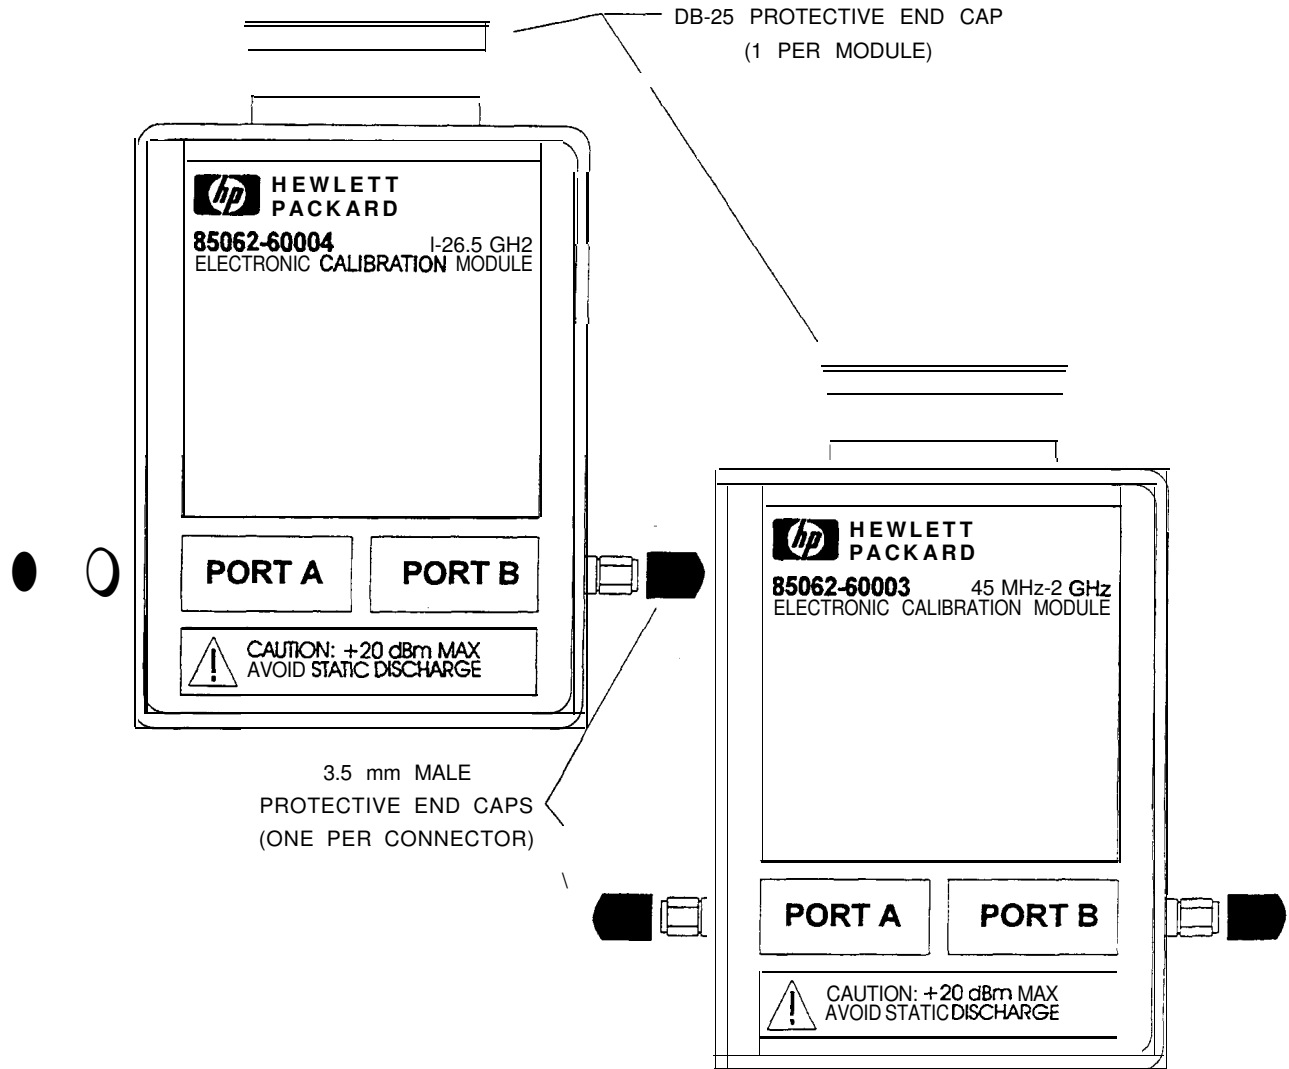 DB-25 PROTECTIVE END CAP
(1 PER MODULE)
hp HEWLETT
PACKARD
85062-60004 I-26.5 GH2
ELECTRONIC CALIBRATION MODULE
PORT A PORT B
! CAUTION: +20 dBm MAX
AVOID STATIC DISCHARGE
3.5 mm MALE
PROTECTIVE END CAPS
(ONE PER CONNECTOR)
hp HEWLETT
PACKARD
85062-60003 45 MHz-2 GHz
ELECTRONIC CALIBRATION MODULE
PORT A PORT B
! CAUTION: +20 dBm MAX
AVOID STATIC DISCHARGE